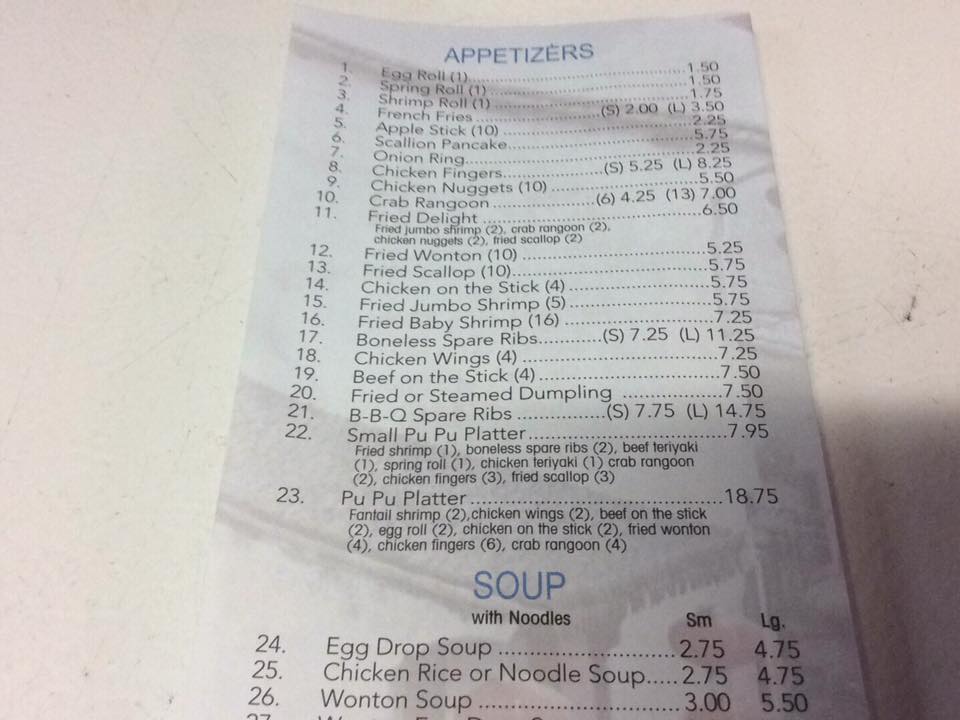 APPETIZERS
1. Egg Roll (1)..........1.50
2. Spring Roll (1)..........1.50
3. Shrimp Roll (1)..........1.75
4. French Fries..........(S) 2.00 (L) 3.50
5. Apple Stick (10)..........2.25
6. Scallion Pancake..........5.75
7. Onion Ring..........2.25
8. Chicken Fingers..........(S) 5.25 (L) 8.25
9. Chicken Nuggets (10)..........5.50
10. Crab Rangoon..........(6) 4.25 (13) 7.00
11. Fried Delight..........6.50
Fried jumbo shrimp (2), crab rangoon (2),
chicken nuggets (2), fried scallop (2)
12. Fried Wonton (10)..........5.25
13. Fried Scallop (10)..........5.75
14. Chicken on the Stick (4)..........5.75
15. Fried Jumbo Shrimp (5)..........5.75
16. Fried Baby Shrimp (16)..........7.25
17. Boneless Spare Ribs..........(S) 7.25 (L) 11.25
18. Chicken Wings (4)..........7.25
19. Beef on the Stick (4)..........7.50
20. Fried or Steamed Dumpling..........7.50
21. B-B-Q Spare Ribs..........(S) 7.75 (L) 14.75
22. Small Pu Pu Platter..........7.95
Fried shrimp (1), boneless spare ribs (2), beef teriyaki
(1), spring roll (1), chicken teriyaki (1) crab rangoon
(2), chicken fingers (3), fried scallop (3)
23. Pu Pu Platter..........18.75
Fantail shrimp (2),chicken wings (2), beef on the stick
(2), egg roll (2), chicken on the stick (2), fried wonton
(4), chicken fingers (6), crab rangoon (4)
SOUP
with Noodles Sm Lg.
24. Egg Drop Soup..........2.75 4.75
25. Chicken Rice or Noodle Soup.....2.75 4.75
26. Wonton Soup..........3.00 5.50